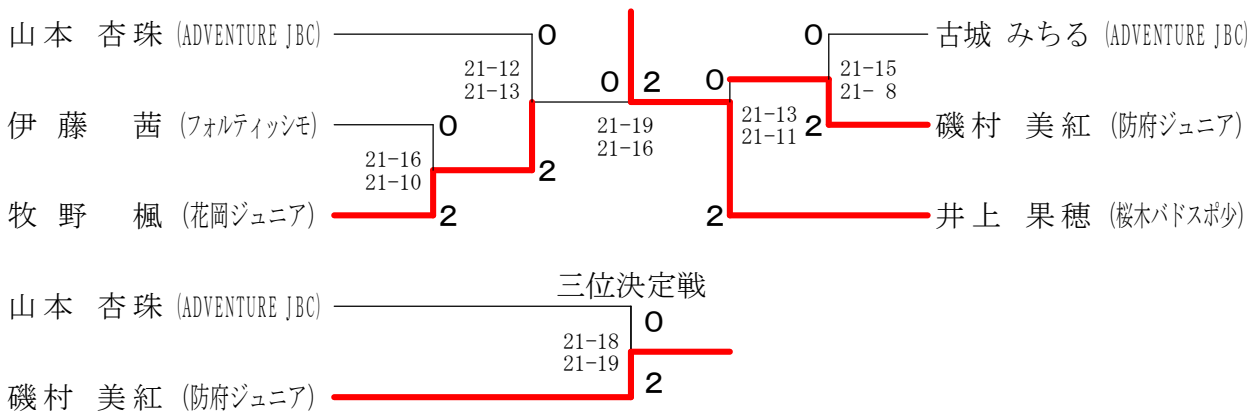 山本 杏珠 (ADVENTURE JBC) 0
0 古城 みちる (ADVENTURE JBC)
21-12
21-13
0 2
0
21-15
21- 8
伊藤 茜 (フォルティッシモ) 0
21-19
21-16
21-13
21-11
2 磯村 美紅 (防府ジュニア)
21-16
21-10
2
牧野 楓 (花岡ジュニア) 2
2 井上 果穂 (桜木バドスポ少)
三位決定戦
山本 杏珠 (ADVENTURE JBC) 0
21-18
21-19
磯村 美紅 (防府ジュニア) 2